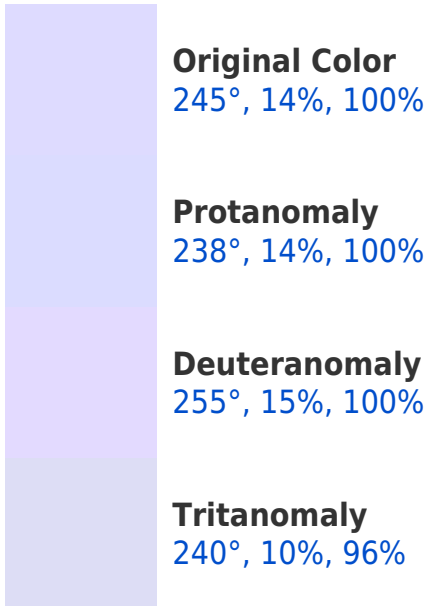 Original Color
245°, 14%, 100%
Protanomaly
238°, 14%, 100%
Deuteranomaly
255°, 15%, 100%
Tritanomaly
240°, 10%, 96%